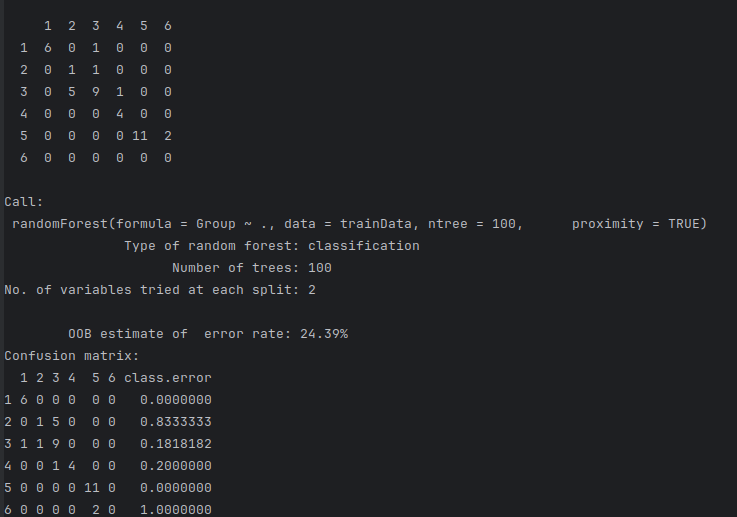 1  2  3  4  5  6
  1  6  0  1  0  0  0
  2  0  1  1  0  0  0
  3  0  5  9  1  0  0
  4  0  0  0  4  0  0
  5  0  0  0  0 11  2
  6  0  0  0  0  0  0
Call:
 randomForest(formula = Group ~ ., data = trainData, ntree = 100,      proximity = TRUE)
               Type of random forest: classification
                     Number of trees: 100
No. of variables tried at each split: 2
        OOB estimate of  error rate: 24.39%
Confusion matrix:
  1 2 3 4  5 6 class.error
1 6 0 0 0  0 0   0.0000000
2 0 1 5 0  0 0   0.8333333
3 1 1 9 0  0 0   0.1818182
4 0 0 1 4  0 0   0.2000000
5 0 0 0 0 11 0   0.0000000
6 0 0 0 0  2 0   1.0000000